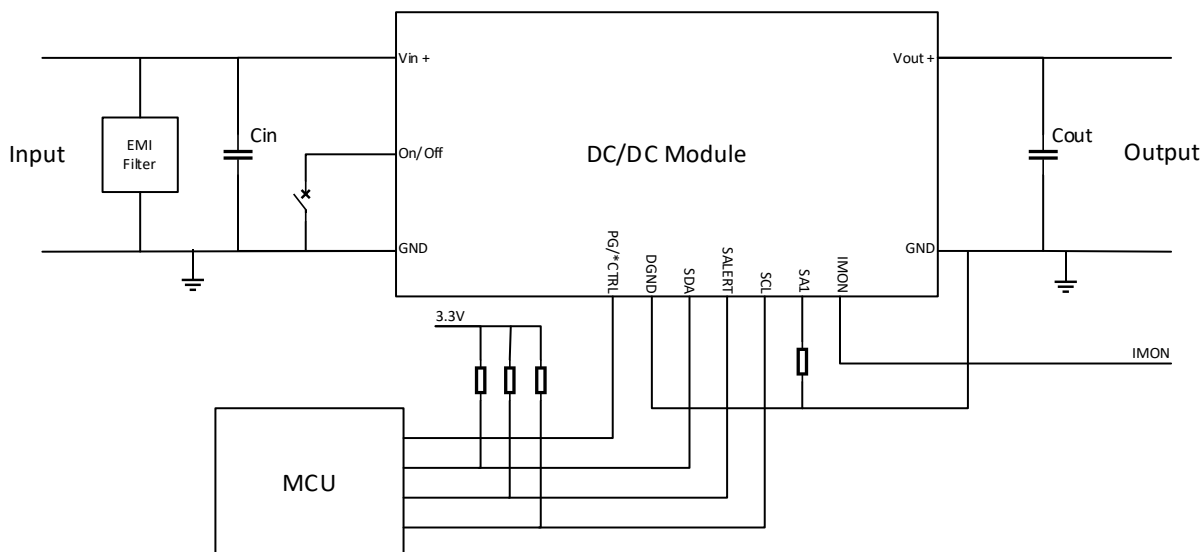 Vin +
Vout +
Input
EMI
Filter
Cin
On/ Off
DC/DC Module
Cout
Output
GND
PG/*CTRL
DGND
SDA
SALERT
SCL
SA1
IMON
GND
3.3V
IMON
MCU